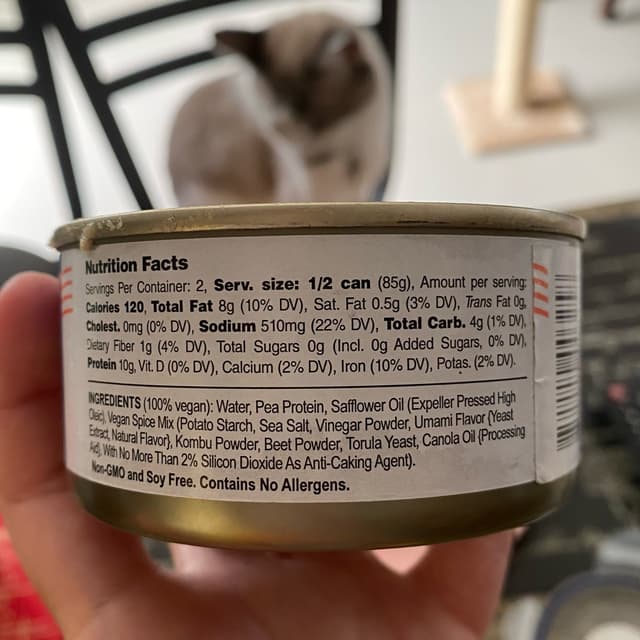 Nutrition Facts
Servings Per Container: 2, Serv. size: 1/2 can (85g), Amount per serving:
Calories 120, Total Fat 8g (10% DV), Sat. Fat 0.5g (3% DV), Trans Fat 0g,
Cholest. 0mg (0% DV), Sodium 510mg (22% DV), Total Carb. 4g (1% DV),
Dietary Fiber 1g (4% DV), Total Sugars 0g (Incl. 0g Added Sugars, 0% DV),
Protein 10g, Vit. D (0% DV), Calcium (2% DV), Iron (10% DV), Potas. (2% DV).
INGREDIENTS (100% vegan): Water, Pea Protein, Safflower Oil (Expeller Pressed High
Oleic), Vegan Spice Mix (Potato Starch, Sea Salt, Vinegar Powder, Umami Flavor (Yeast
Extract, Natural Flavor), Kombu Powder, Beet Powder, Torula Yeast, Canola Oil (Processing
Aid), With No More Than 2% Silicon Dioxide As Anti-Caking Agent).
Non-GMO and Soy Free. Contains No Allergens.